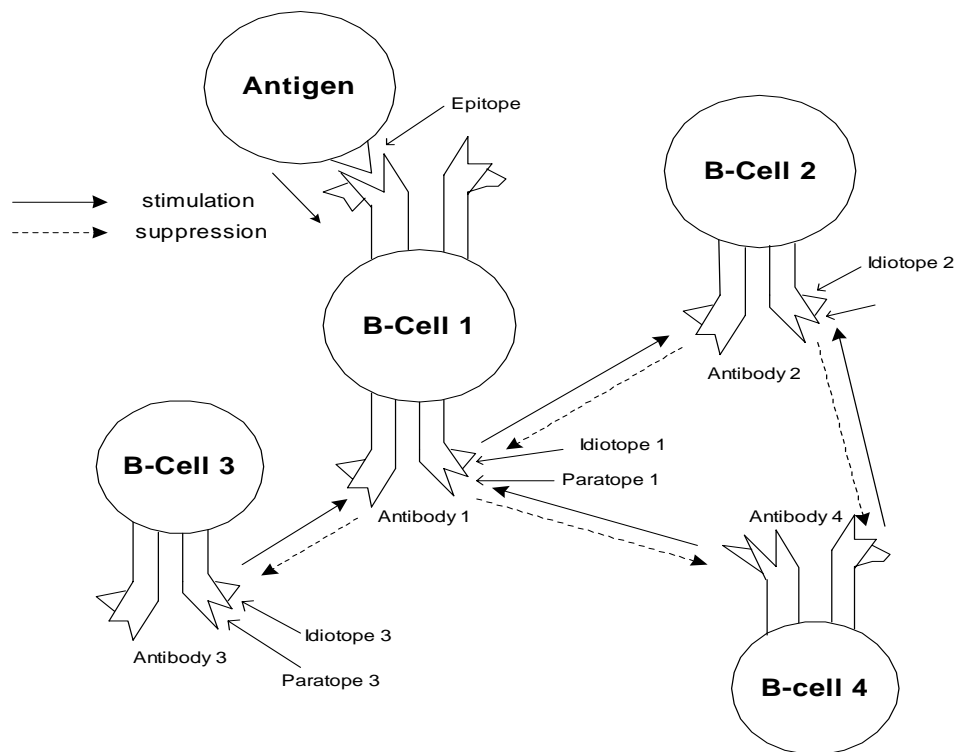 Antigen
Epitope
B-Cell 2
stimulation
suppression
Idiotope 2
B-Cell 1
Antibody 2
Idiotope 1
B-Cell 3
Paratope 1
Antibody 1
Antibody 4
Idiotope 3
Antibody 3
Paratope 3
B-cell 4